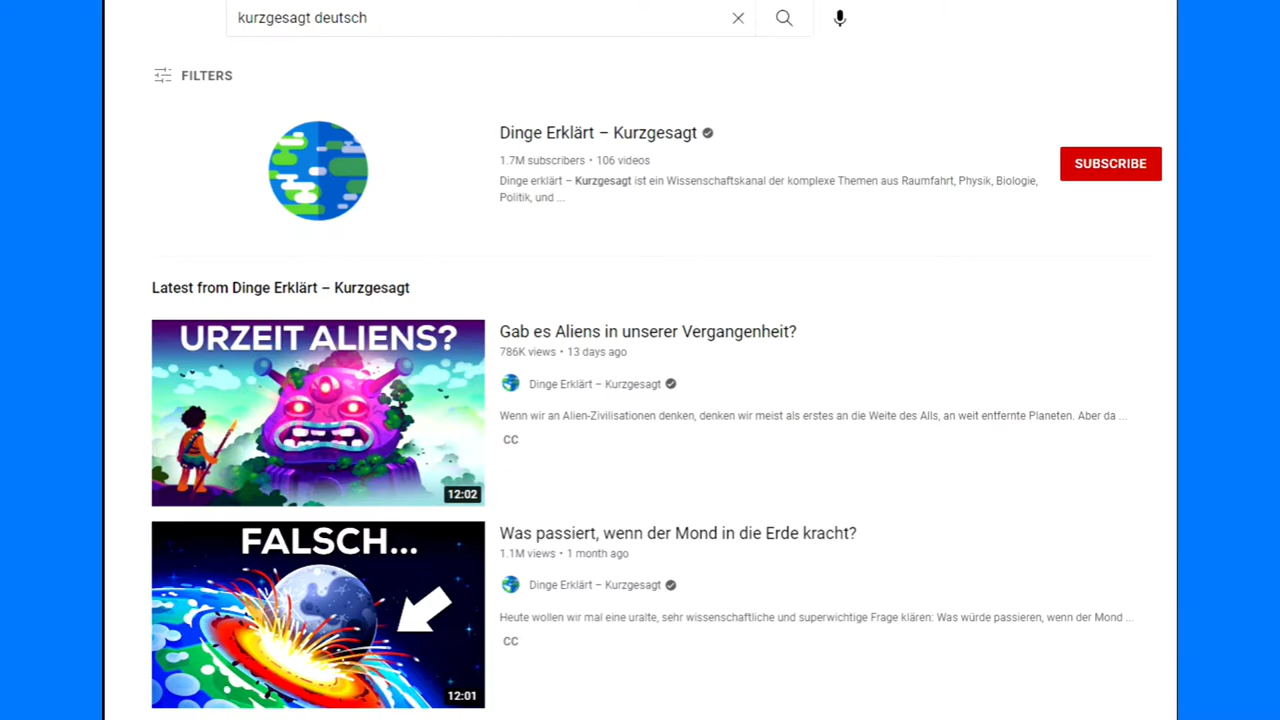 kurzgesagt deutsch
FILTERS
Dinge Erklärt – Kurzgesagt
1.7M subscribers • 106 videos
Dinge erklärt – Kurzgesagt ist ein Wissenschaftskanal der komplexe Themen aus Raumfahrt, Physik, Biologie,
Politik, und ...
SUBSCRIBE
Latest from Dinge Erklärt – Kurzgesagt
URZEIT ALIENS?
12:02
Gab es Aliens in unserer Vergangenheit?
786K views • 13 days ago
Dinge Erklärt – Kurzgesagt
Wenn wir an Alien-Zivilisationen denken, denken wir meist als erstes an die Weite des Alls, an weit entfernte Planeten. Aber da ...
CC
FALSCH...
12:01
Was passiert, wenn der Mond in die Erde kracht?
1.1M views • 1 month ago
Dinge Erklärt – Kurzgesagt
Heute wollen wir mal eine uralte, sehr wissenschaftliche und superwichtige Frage klären: Was würde passieren, wenn der Mond ...
CC